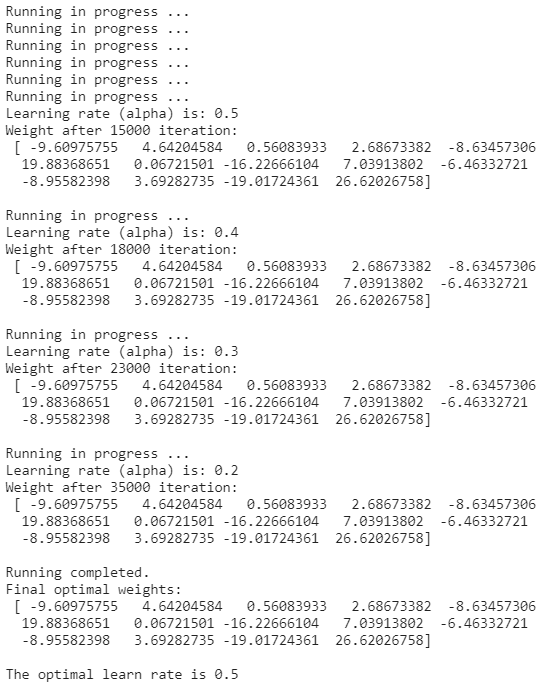 Running in progress ...
Running in progress ...
Running in progress ...
Running in progress ...
Running in progress ...
Running in progress ...
Learning rate (alpha) is: 0.5
Weight after 15000 iteration:
[ -9.60975755 4.64204584 0.56083933 2.68673382 -8.63457306
19.88368651 0.06721501 -16.22666104 7.03913802 -6.46332721
-8.95582398 3.69282735 -19.01724361 26.62026758]
Running in progress ...
Learning rate (alpha) is: 0.4
Weight after 18000 iteration:
[ -9.60975755 4.64204584 0.56083933 2.68673382 -8.63457306
19.88368651 0.06721501 -16.22666104 7.03913802 -6.46332721
-8.95582398 3.69282735 -19.01724361 26.62026758]
Running in progress ...
Learning rate (alpha) is: 0.3
Weight after 23000 iteration:
[ -9.60975755 4.64204584 0.56083933 2.68673382 -8.63457306
19.88368651 0.06721501 -16.22666104 7.03913802 -6.46332721
-8.95582398 3.69282735 -19.01724361 26.62026758]
Running in progress ...
Learning rate (alpha) is: 0.2
Weight after 35000 iteration:
[ -9.60975755 4.64204584 0.56083933 2.68673382 -8.63457306
19.88368651 0.06721501 -16.22666104 7.03913802 -6.46332721
-8.95582398 3.69282735 -19.01724361 26.62026758]
Running completed.
Final optimal weights:
[ -9.60975755 4.64204584 0.56083933 2.68673382 -8.63457306
19.88368651 0.06721501 -16.22666104 7.03913802 -6.46332721
-8.95582398 3.69282735 -19.01724361 26.62026758]
The optimal learn rate is 0.5